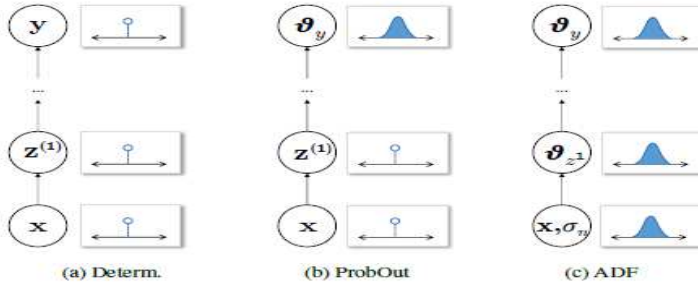 y
ϑ_y
ϑ_y
...
...
...
z^(1)
z^(1)
ϑ_z¹
x
x
x,σ_n
(a) Determ.
(b) ProbOut
(c) ADF